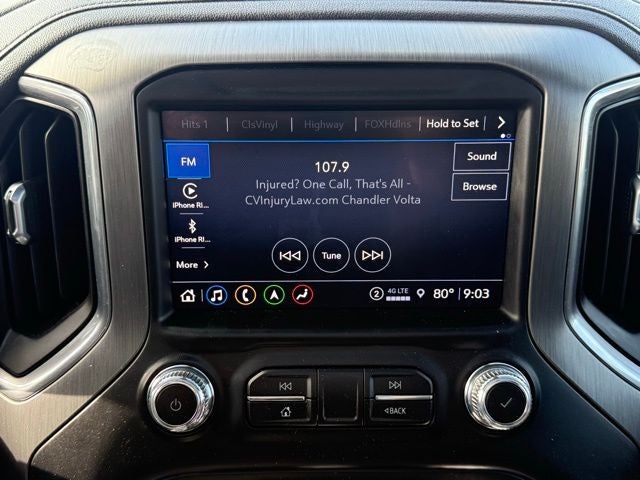 Hits 1 ClsVinyl Highway FOXHdlns Hold to Set
FM
107.9
Sound
Injured? One Call, That's All -
CVInjuryLaw.com Chandler Volta
Browse
iPhone RI...
iPhone RI...
Tune
More
2 4G LTE 80° 9:03
BACK